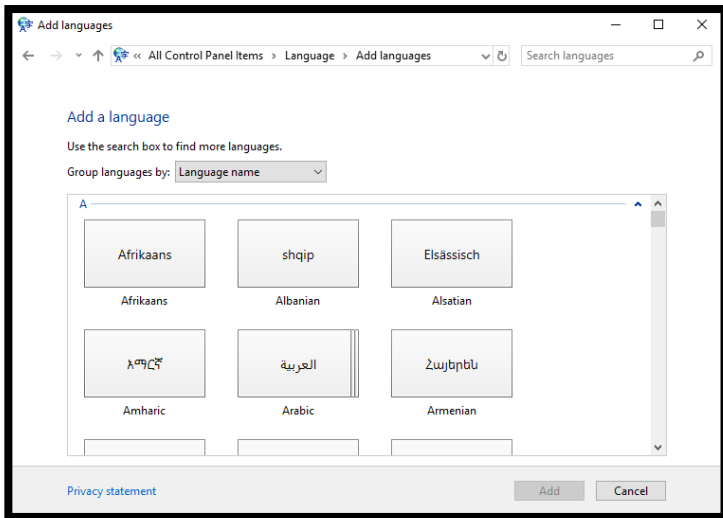 Add languages
« All Control Panel Items › Language › Add languages
Search languages
Add a language
Use the search box to find more languages.
Group languages by: Language name
A
Afrikaans shqip Elsässisch
Afrikaans Albanian Alsatian
አማርኛ العربية Հայերեն
Amharic Arabic Armenian
Privacy statement
Add Cancel